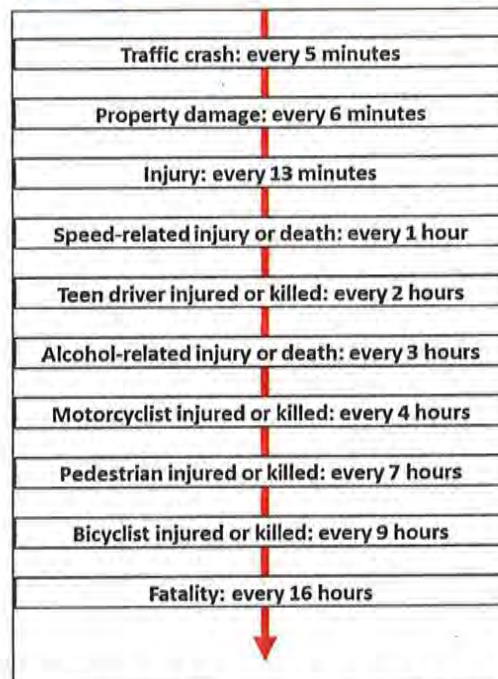 Traffic crash: every 5 minutes
Property damage: every 6 minutes
Injury: every 13 minutes
Speed-related injury or death: every 1 hour
Teen driver injured or killed: every 2 hours
Alcohol-related injury or death: every 3 hours
Motorcyclist injured or killed: every 4 hours
Pedestrian injured or killed: every 7 hours
Bicyclist injured or killed: every 9 hours
Fatality: every 16 hours